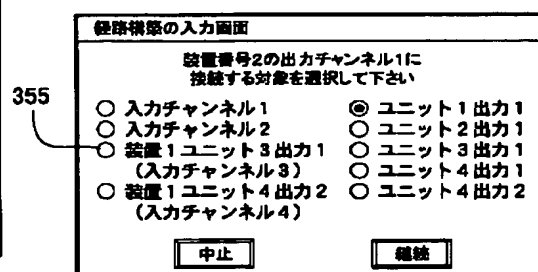 経路構築の入力画面
装置番号2の出力チャンネル1に
接続する対象を選択して下さい
355
入力チャンネル1
入力チャンネル2
装置1ユニット3出力1
(入力チャンネル3)
装置1ユニット4出力2
(入力チャンネル4)
ユニット1出力1
ユニット2出力1
ユニット3出力1
ユニット4出力1
ユニット4出力2
中止
継続